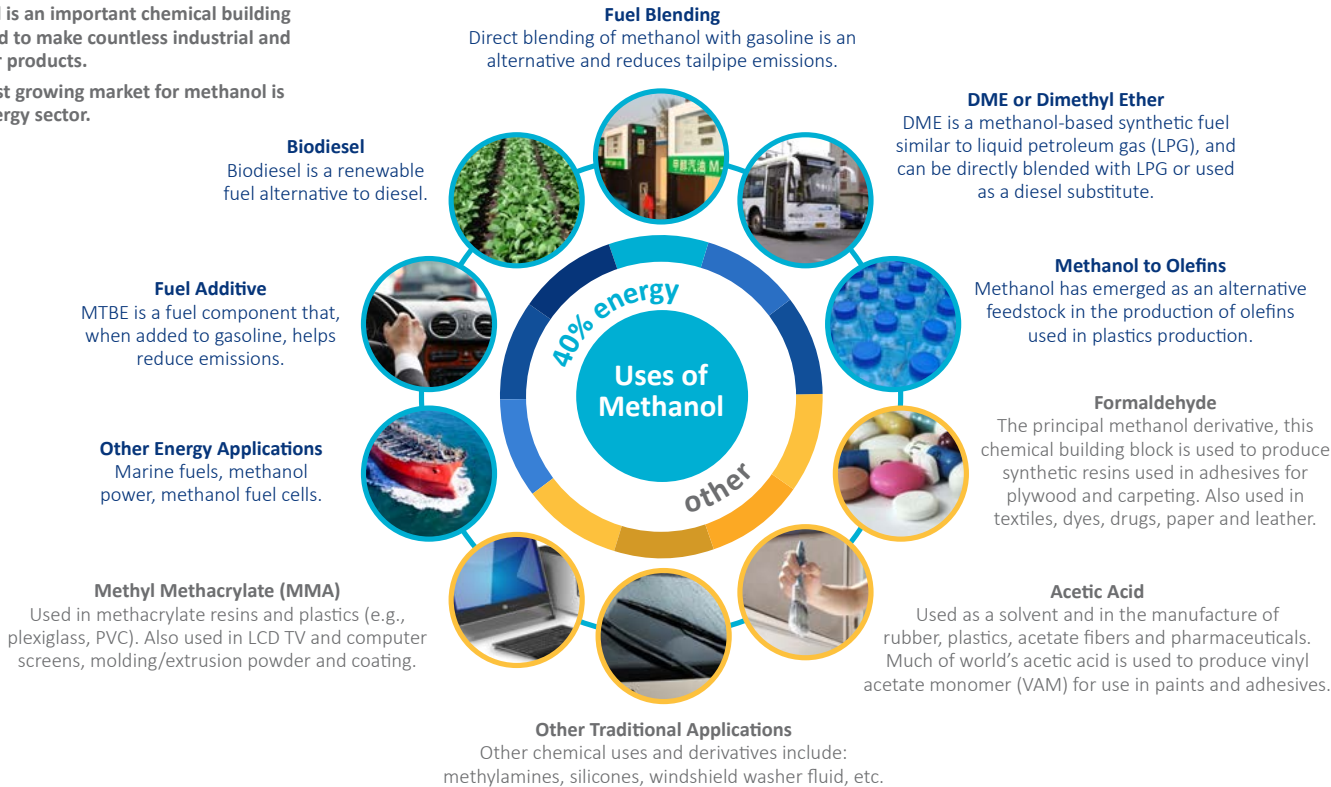 l is an important chemical building
d to make countless industrial and
r products.
st growing market for methanol is
ergy sector.
Fuel Blending
Direct blending of methanol with gasoline is an
alternative and reduces tailpipe emissions.
DME or Dimethyl Ether
DME is a methanol-based synthetic fuel
similar to liquid petroleum gas (LPG), and
can be directly blended with LPG or used
as a diesel substitute.
Biodiesel
Biodiesel is a renewable
fuel alternative to diesel.
甲醇汽油 M-
Methanol to Olefins
Methanol has emerged as an alternative
feedstock in the production of olefins
used in plastics production.
Fuel Additive
MTBE is a fuel component that,
when added to gasoline, helps
reduce emissions.
40% energy
Uses of
Methanol
other
Formaldehyde
The principal methanol derivative, this
chemical building block is used to produce
synthetic resins used in adhesives for
plywood and carpeting. Also used in
textiles, dyes, drugs, paper and leather.
Other Energy Applications
Marine fuels, methanol
power, methanol fuel cells.
Methyl Methacrylate (MMA)
Used in methacrylate resins and plastics (e.g.,
plexiglass, PVC). Also used in LCD TV and computer
screens, molding/extrusion powder and coating.
Acetic Acid
Used as a solvent and in the manufacture of
rubber, plastics, acetate fibers and pharmaceuticals.
Much of world's acetic acid is used to produce vinyl
acetate monomer (VAM) for use in paints and adhesives.
Other Traditional Applications
Other chemical uses and derivatives include:
methylamines, silicones, windshield washer fluid, etc.